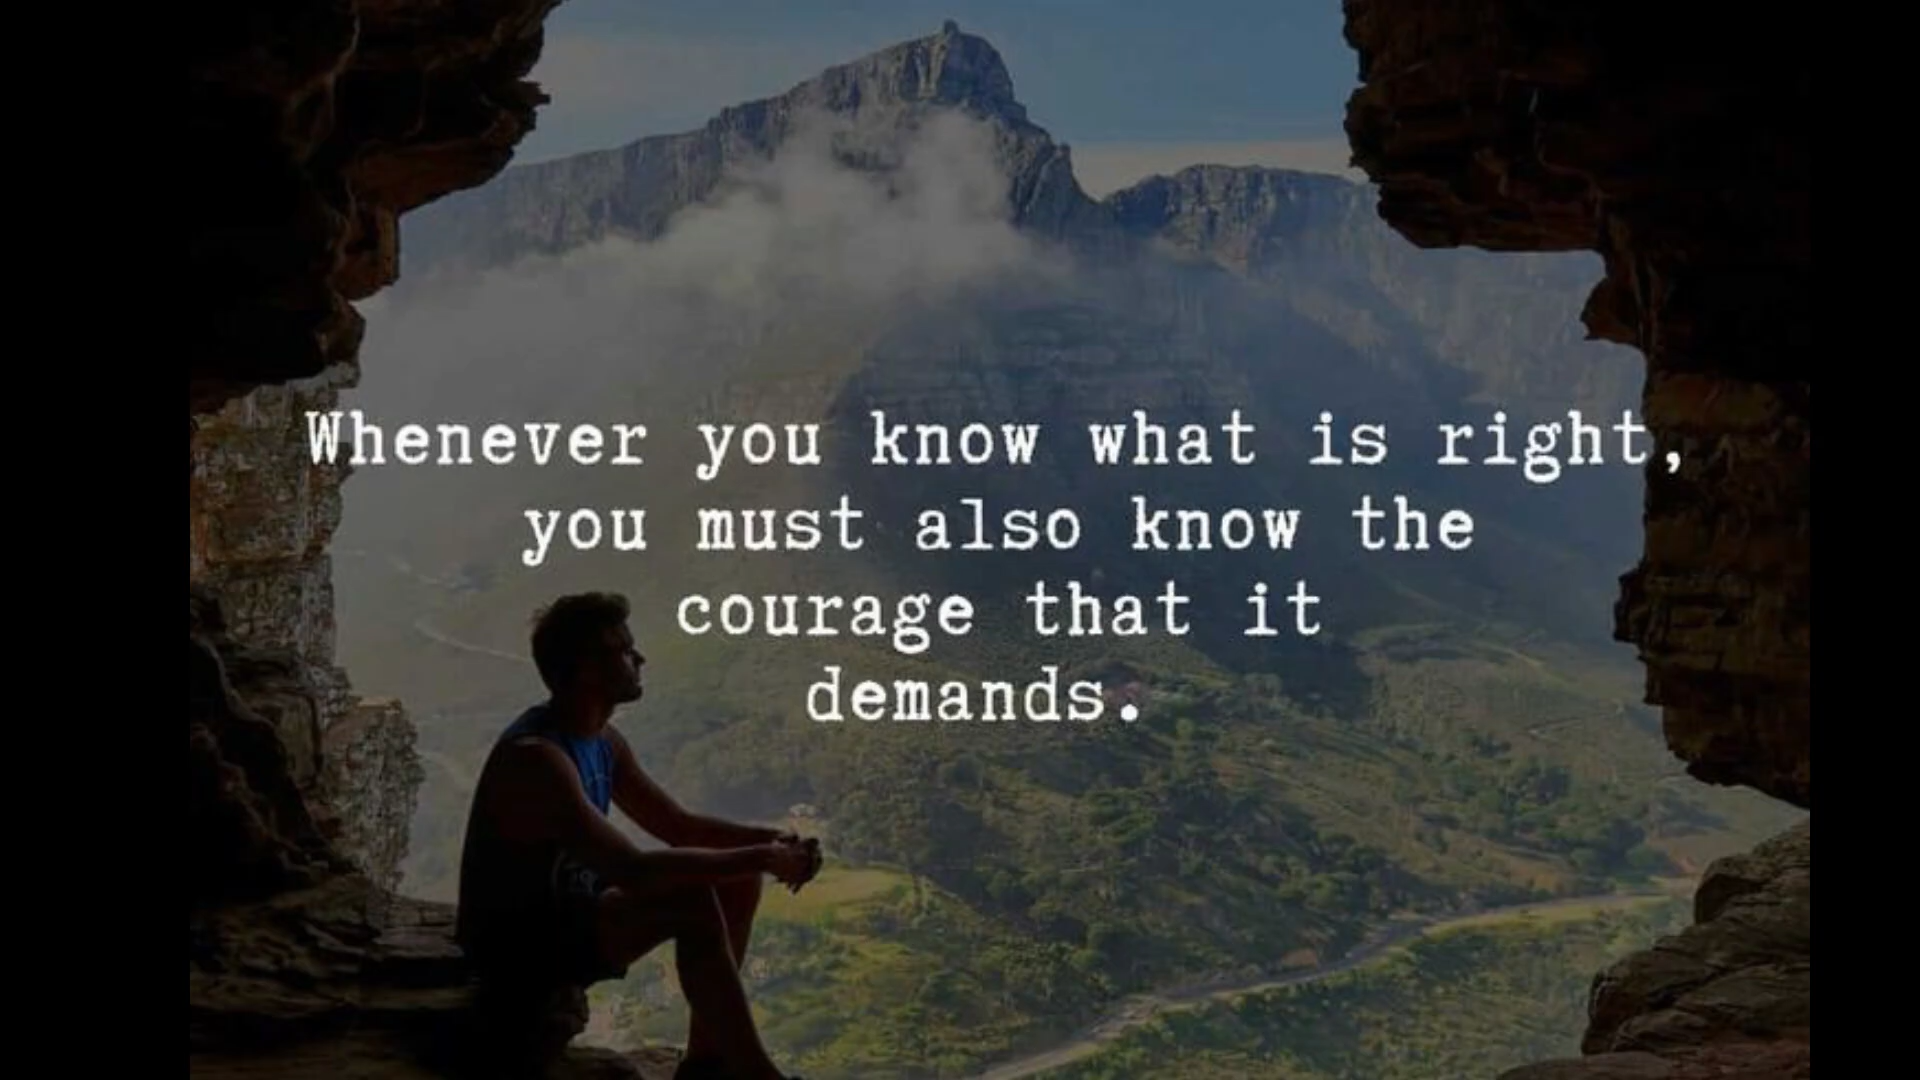 Whenever you know what is right,
you must also know the
courage that it
demands.